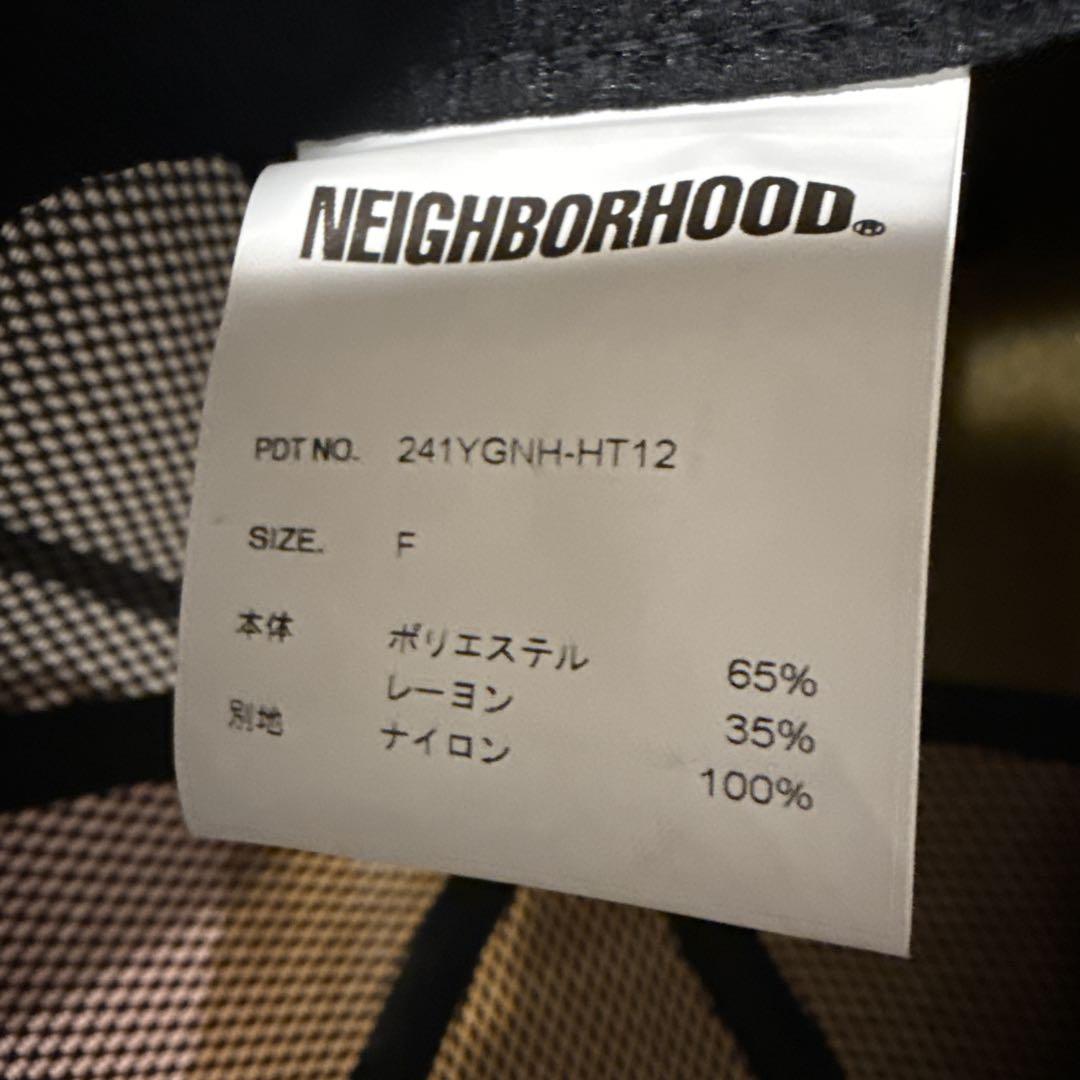 NEIGHBORHOOD®
PDT NO. 241YGNH-HT12
SIZE. F
本体 ポリエステル 65%
レーヨン 35%
別地 ナイロン 100%